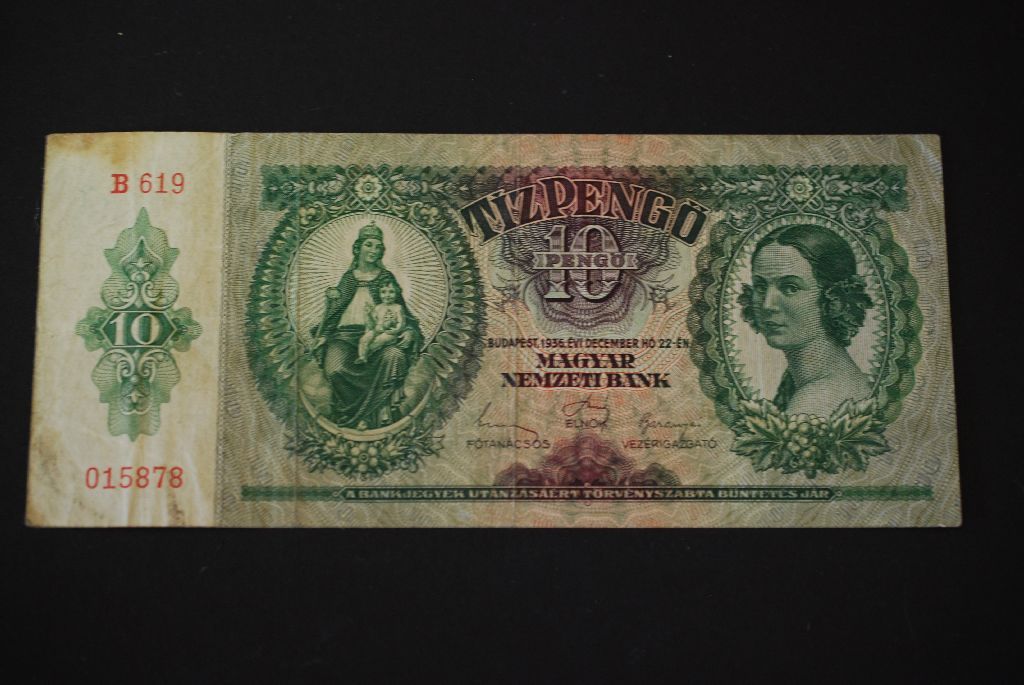 B 619
10
015878
TÍZPENGŐ
10
PENGŐ
BUDAPEST, 1936. ÉVI DECEMBER HÓ 22-ÉN.
MAGYAR
NEMZETI BANK
ELNÖK
FŐTANÁCSOS VEZÉRIGAZGATÓ
A BANKJEGYEK UTÁNZÁSÁÉRT TÖRVÉNYSZABTA BÜNTETÉS JÁR